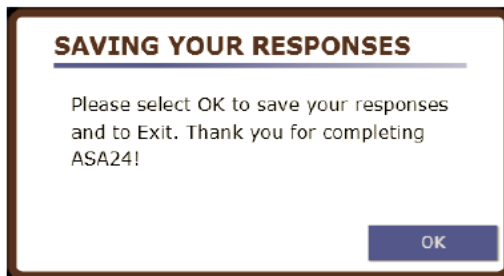 SAVING YOUR RESPONSES
Please select OK to save your responses
and to Exit. Thank you for completing
ASA24!
OK